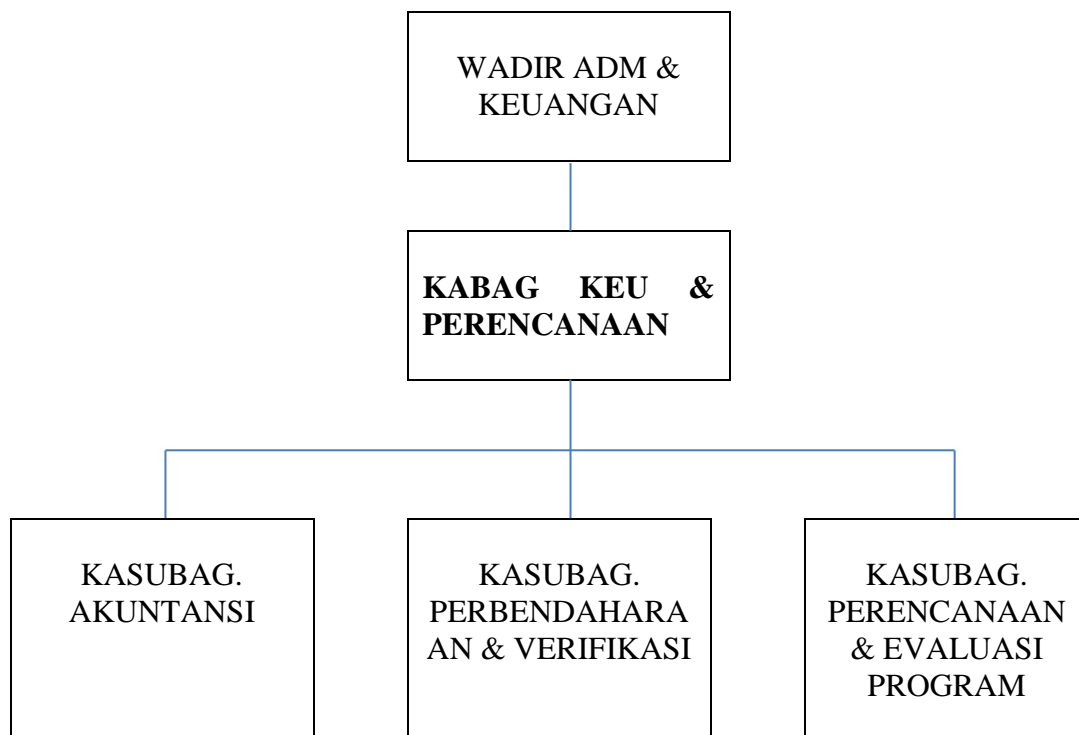 WADIR ADM &
KEUANGAN
KABAG KEU &
PERENCANAAN
KASUBAG.
AKUNTANSI
KASUBAG.
PERBENDAHARA
AN & VERIFIKASI
KASUBAG.
PERENCANAAN
& EVALUASI
PROGRAM